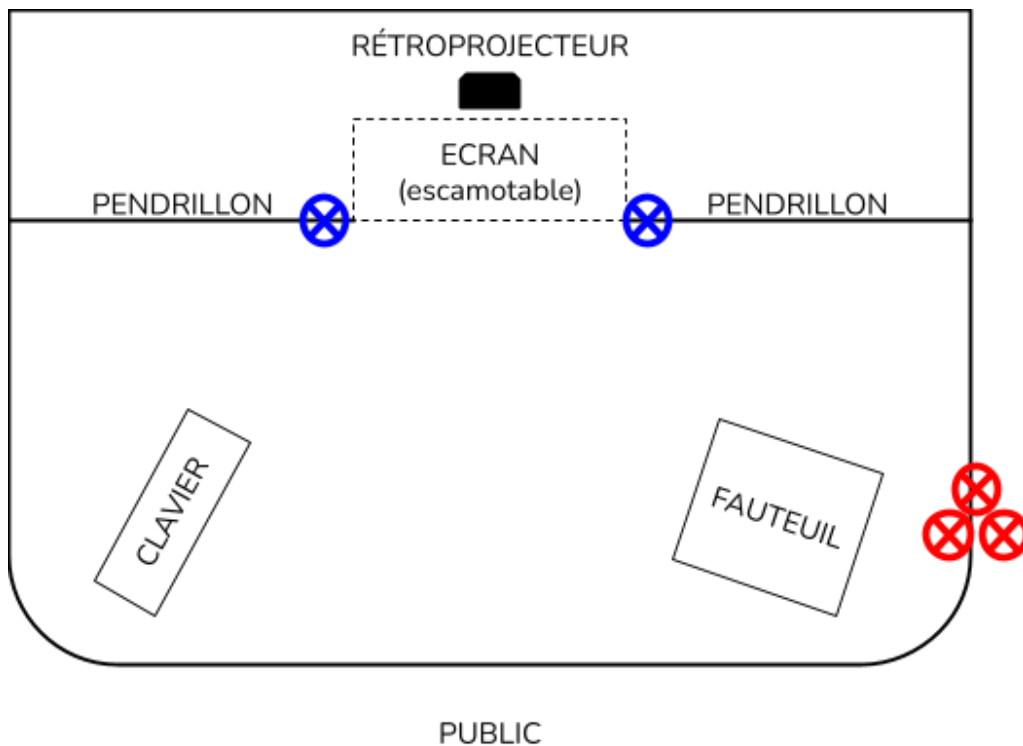 RÉTROPROJECTEUR
ECRAN
(escamotable)
PENDRILLON
PENDRILLON
CLAVIER
FAUTEUIL
PUBLIC